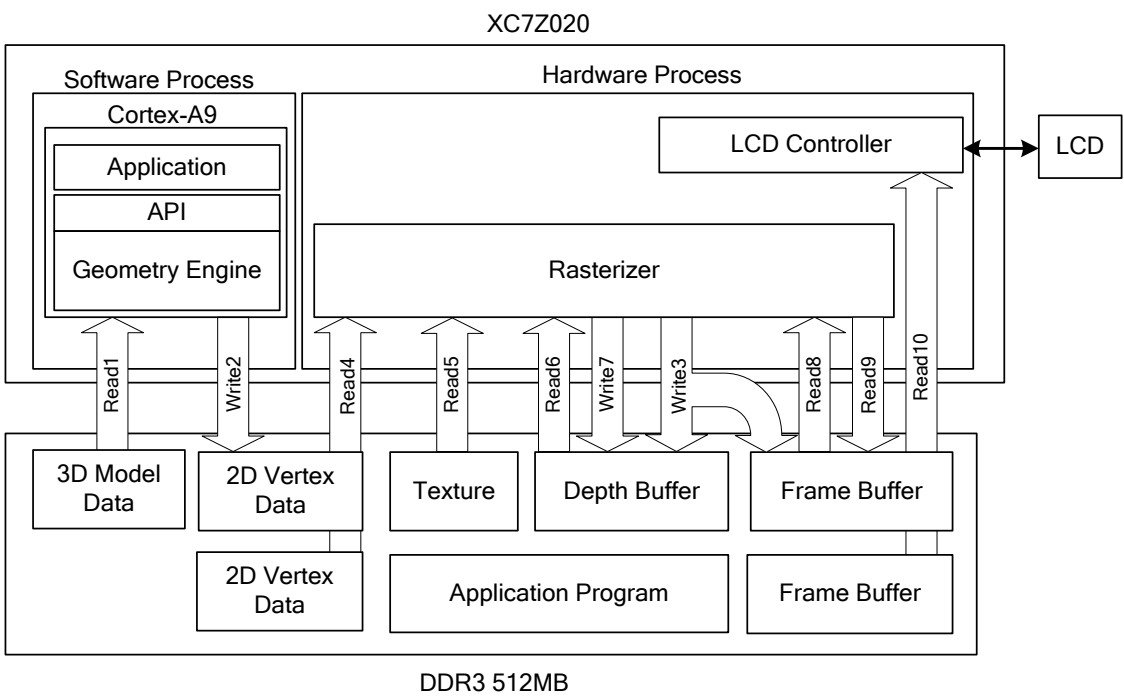 XC7Z020
Software Process
Hardware Process
Cortex-A9
Application
API
Geometry Engine
LCD Controller
LCD
Rasterizer
Read1
Write2
Read4
Read5
Read6
Write7
Write3
Read8
Read9
Read10
3D Model
Data
2D Vertex
Data
Texture
Depth Buffer
Frame Buffer
2D Vertex
Data
Application Program
Frame Buffer
DDR3 512MB